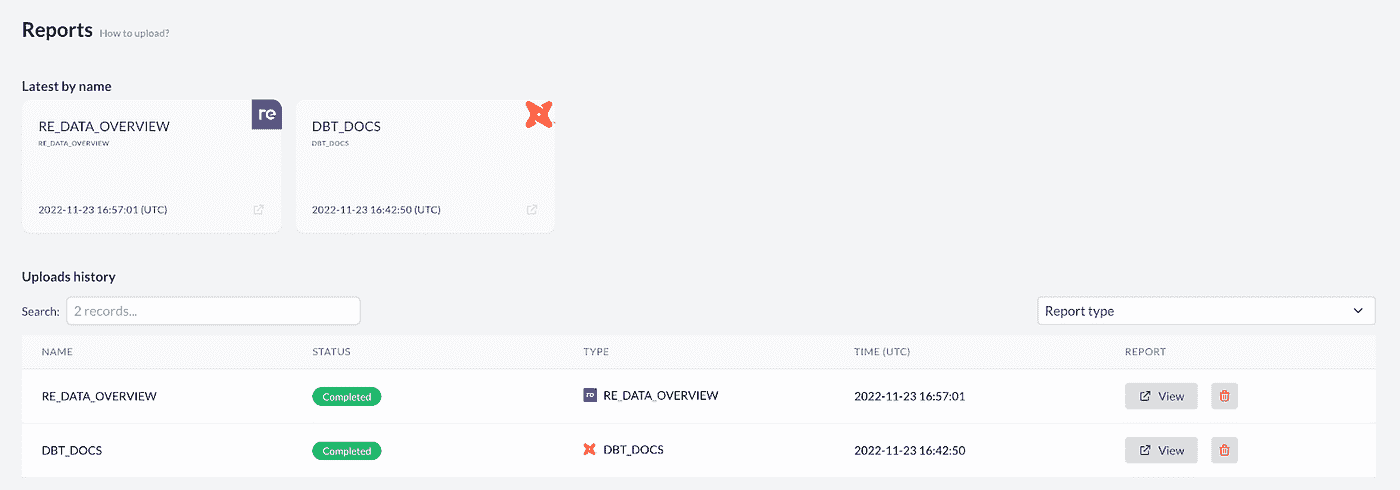 Reports How to upload?
Latest by name
re
RE_DATA_OVERVIEW
RE_DATA_OVERVIEW
2022-11-23 16:57:01 (UTC)
DBT_DOCS
DBT_DOCS
2022-11-23 16:42:50 (UTC)
Uploads history
Search: 2 records... Report type
NAME STATUS TYPE TIME (UTC) REPORT
RE_DATA_OVERVIEW Completed re RE_DATA_OVERVIEW 2022-11-23 16:57:01 View
DBT_DOCS Completed DBT_DOCS 2022-11-23 16:42:50 View